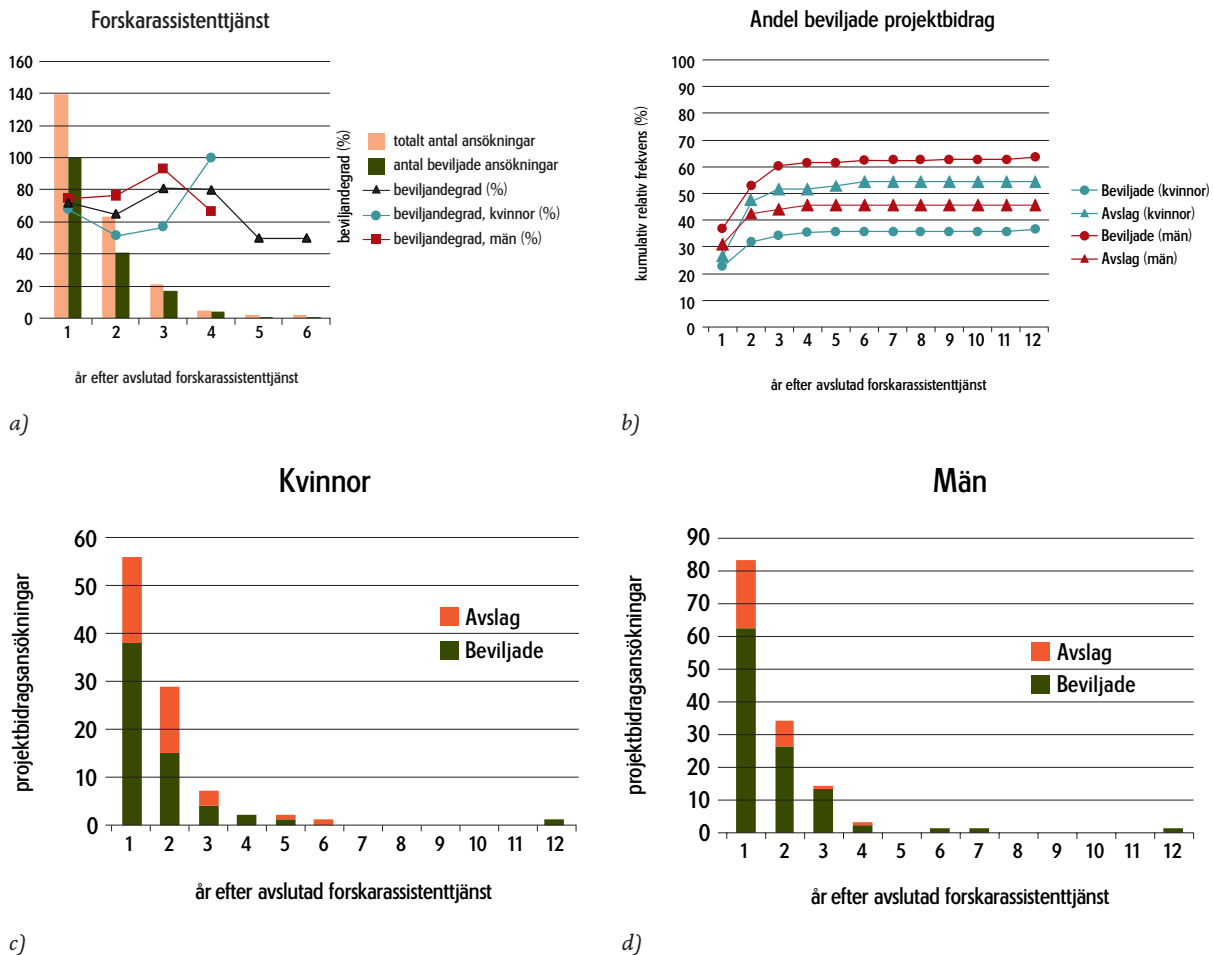 Forskarassistenttjänst
160
140
120
100
80
60
40
20
0
1 2 3 4 5 6
år efter avslutad forskarassistenttjänst
beviljandegrad (%)
totalt antal ansökningar
antal beviljade ansökningar
beviljandegrad (%)
beviljandegrad, kvinnor (%)
beviljandegrad, män (%)
a)
Andel beviljade projektbidrag
kumulativ relativ frekvens (%)
100
90
80
70
60
50
40
30
20
10
0
1 2 3 4 5 6 7 8 9 10 11 12
år efter avslutad forskarassistenttjänst
Beviljade (kvinnor)
Avslag (kvinnor)
Beviljade (män)
Avslag (män)
b)
Kvinnor
projektbidragsansökningar
60
50
40
30
20
10
0
1 2 3 4 5 6 7 8 9 10 11 12
år efter avslutad forskarassistenttjänst
Avslag
Beviljade
c)
Män
projektbidragsansökningar
90
80
70
60
50
40
30
20
10
0
1 2 3 4 5 6 7 8 9 10 11 12
år efter avslutad forskarassistenttjänst
Avslag
Beviljade
d)